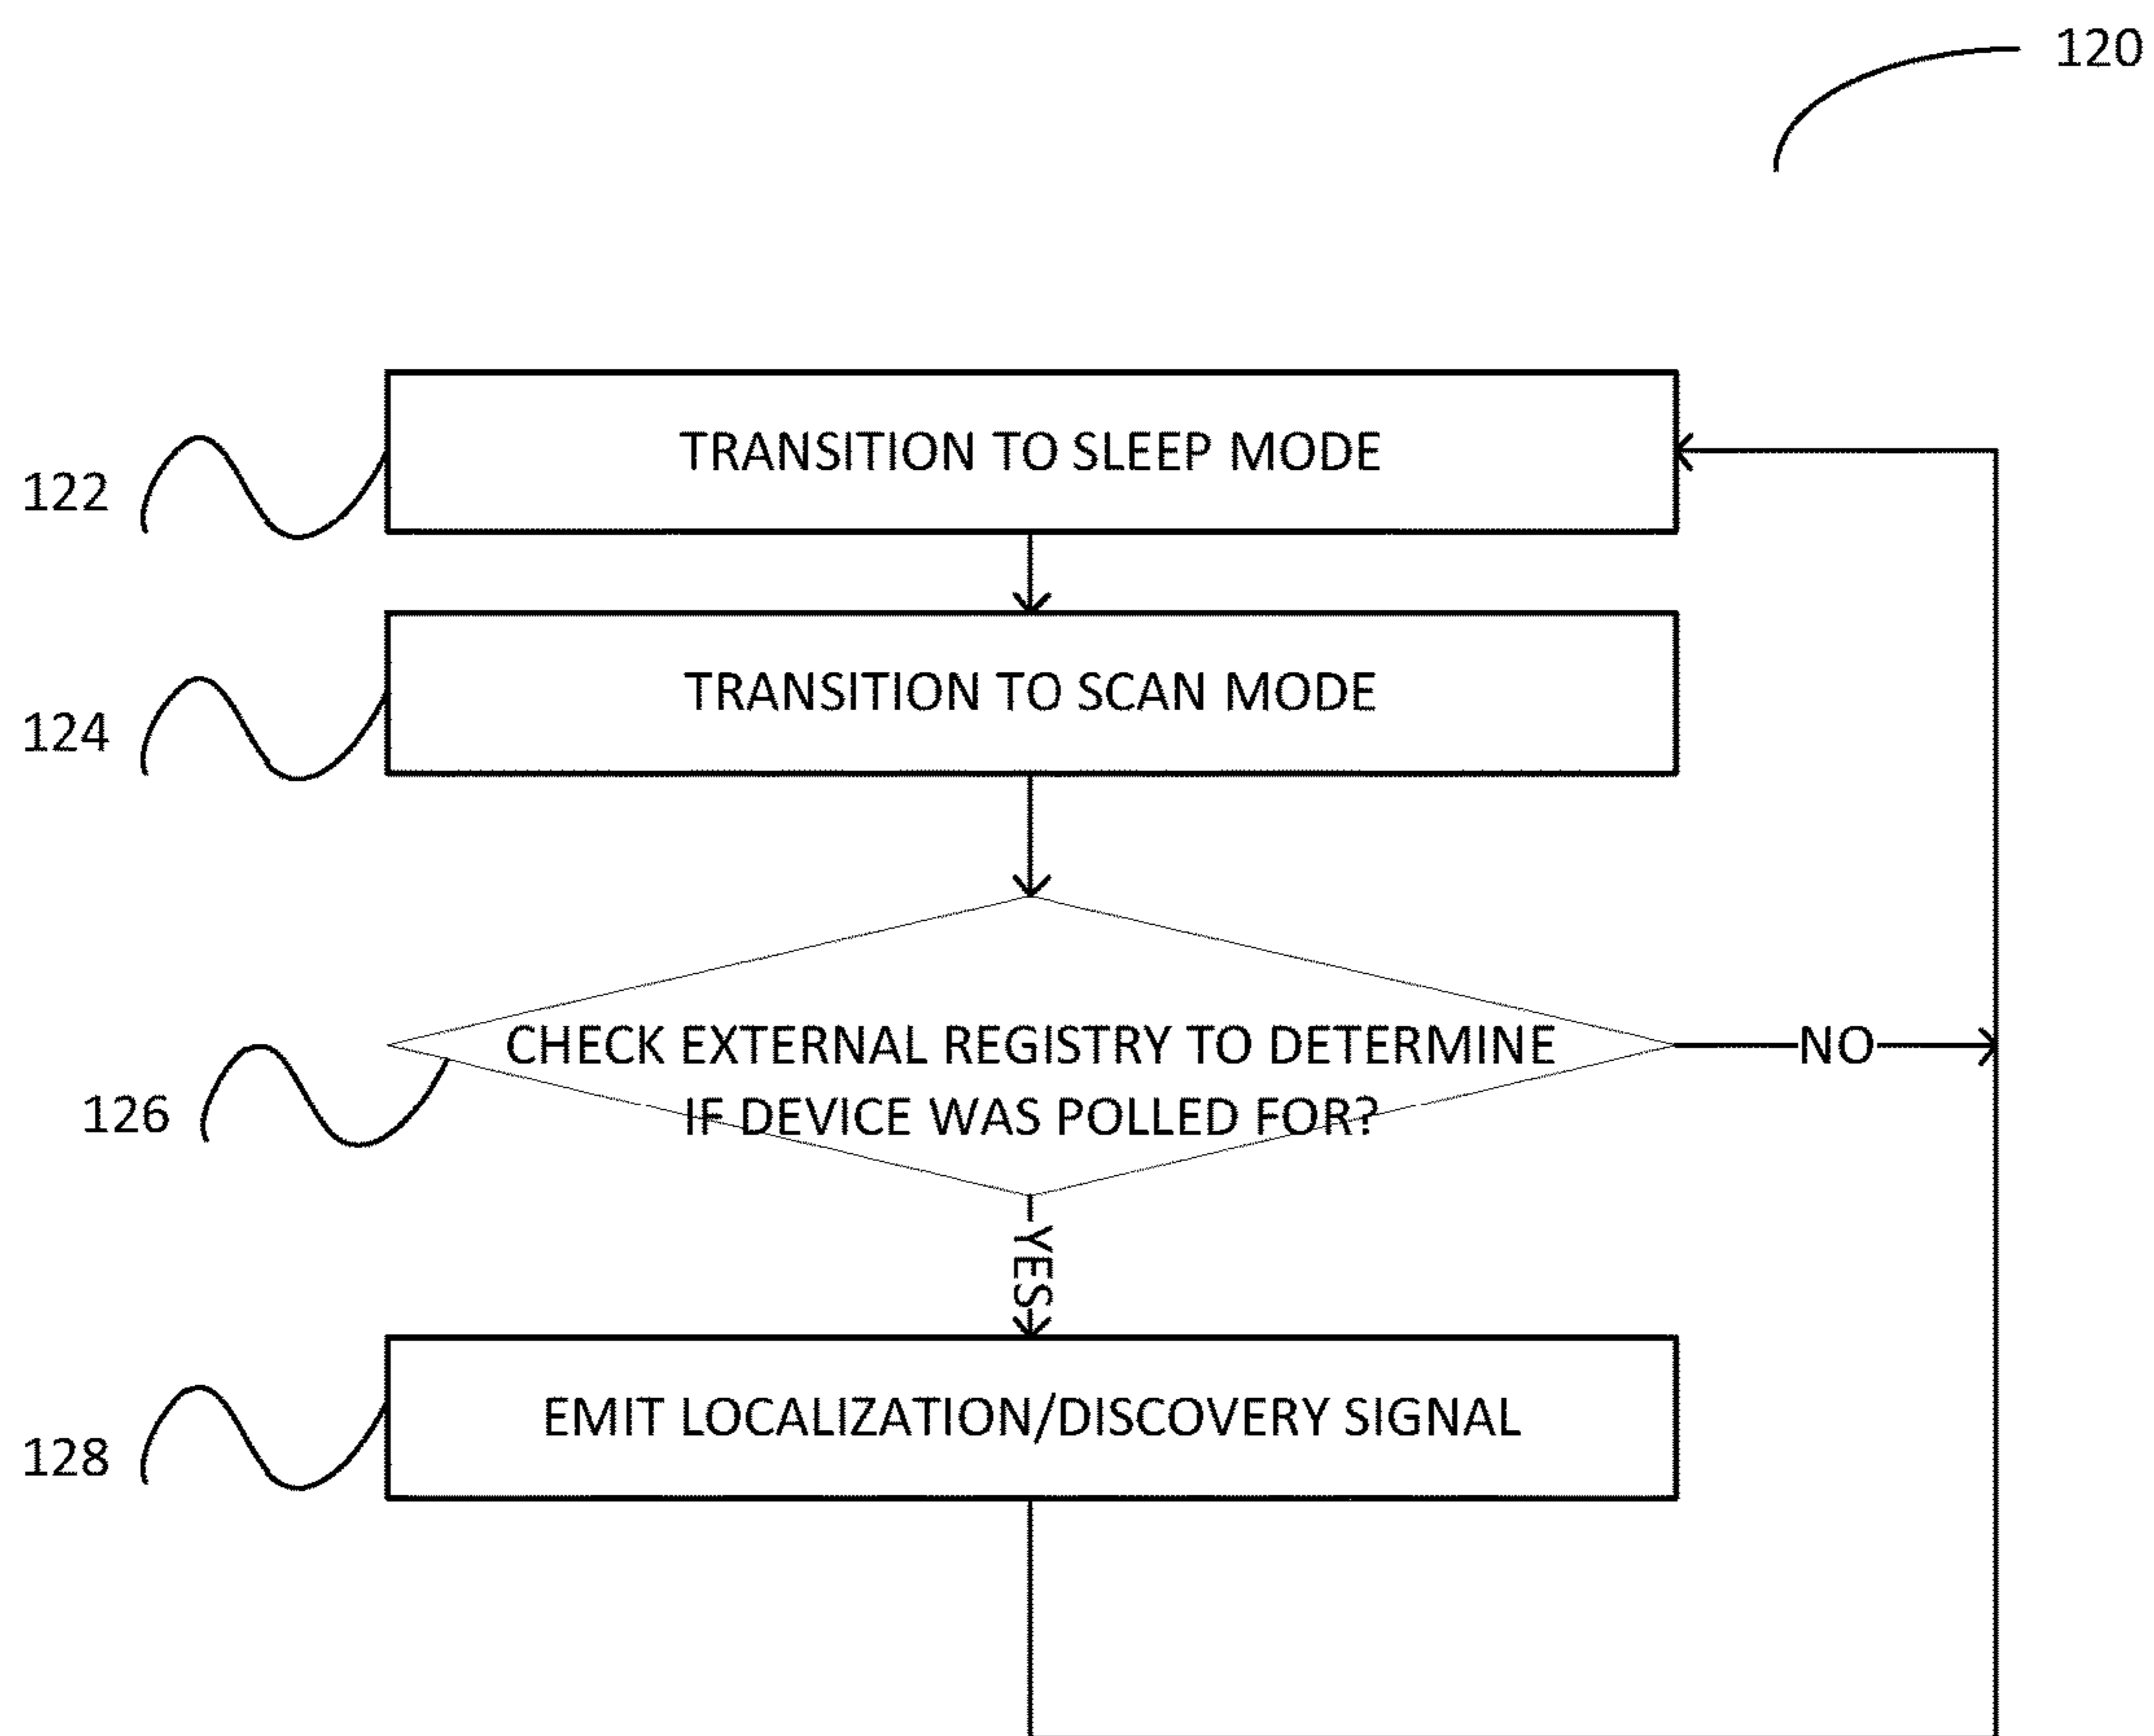 120
TRANSITION TO SLEEP MODE
122
TRANSITION TO SCAN MODE
124
CHECK EXTERNAL REGISTRY TO DETERMINE
IF DEVICE WAS POLLED FOR?
NO
126
YES
EMIT LOCALIZATION/DISCOVERY SIGNAL
128